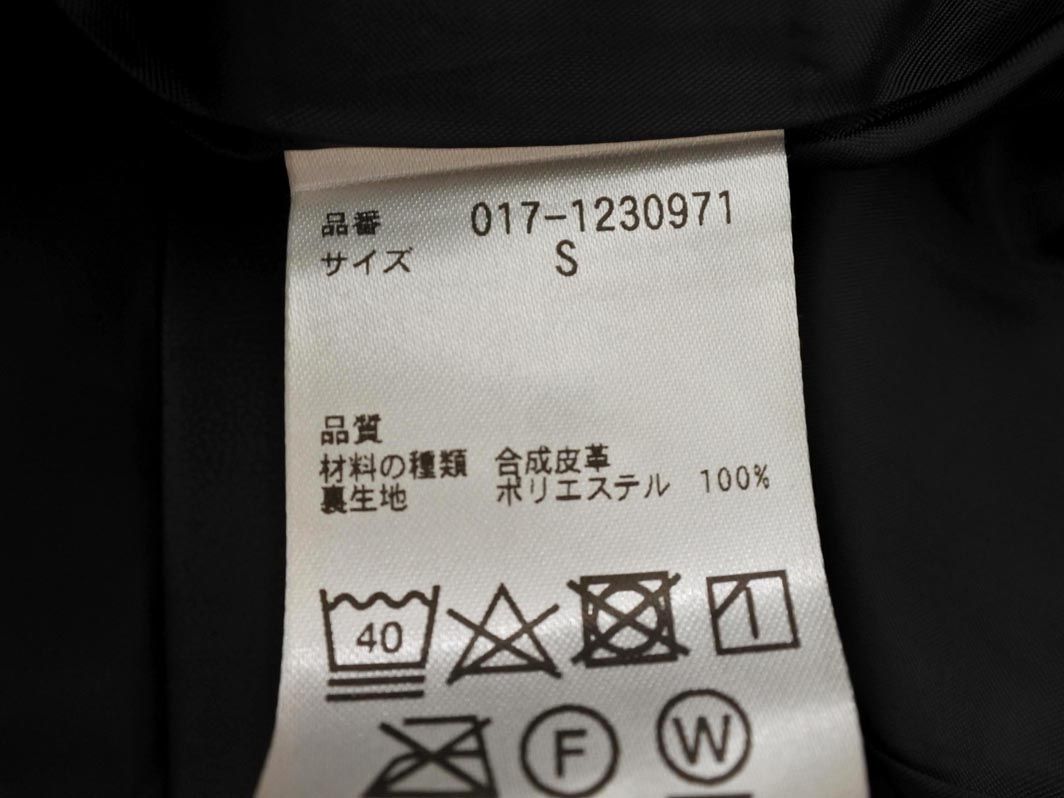 品番 017-1230971
サイズ S
品質
材料の種類 合成皮革
裏生地 ポリエステル 100%
40
F W